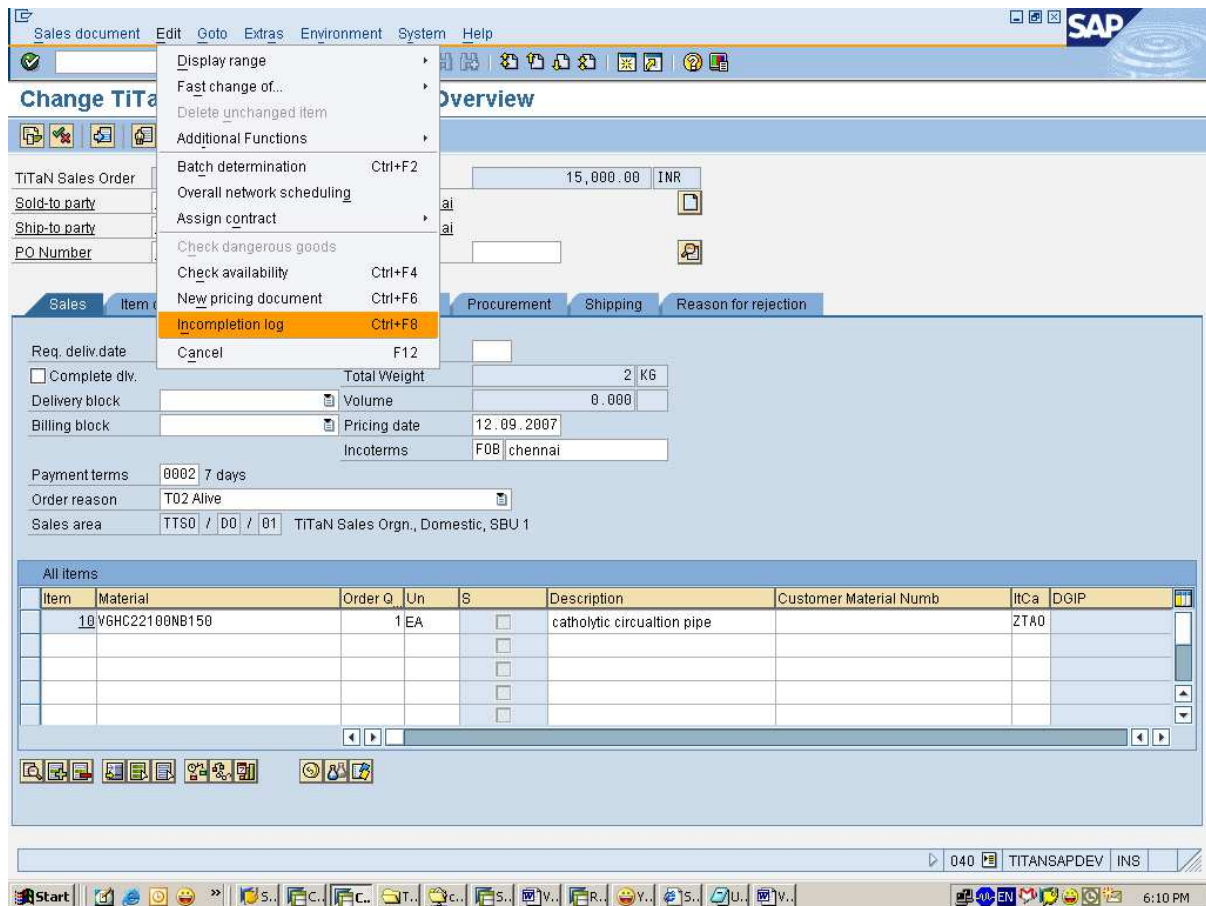 Sales document Edit Goto Extras Environment System Help
SAP
Display range
Fast change of...
Delete unchanged item
Additional Functions
Batch determination Ctrl+F2
Overall network scheduling
Assign contract
Check dangerous goods
Check availability Ctrl+F4
New pricing document Ctrl+F6
Incompletion log Ctrl+F8
Cancel F12
Change TiTa Overview
TiTaN Sales Order 15,000.00 INR
Sold-to party ai
Ship-to party ai
PO Number
Sales Item Procurement Shipping Reason for rejection
Req. deliv.date
Complete dlv. Total Weight 2 KG
Delivery block Volume 0.000
Billing block Pricing date 12.09.2007
Incoterms FOB chennai
Payment terms 0002 7 days
Order reason T02 Alive
Sales area TTSO / DO / 01 TiTaN Sales Orgn., Domestic, SBU 1
All items
Item Material Order Q.. Un S Description Customer Material Numb ItCa DGIP
10 VGHC22100NB150 1 EA catholytic circualtion pipe ZTAO
040 TITANSAPDEV INS
Start S.. C.. C.. T.. c.. S.. V.. R.. Y.. S.. U.. V.. EN 6:10 PM